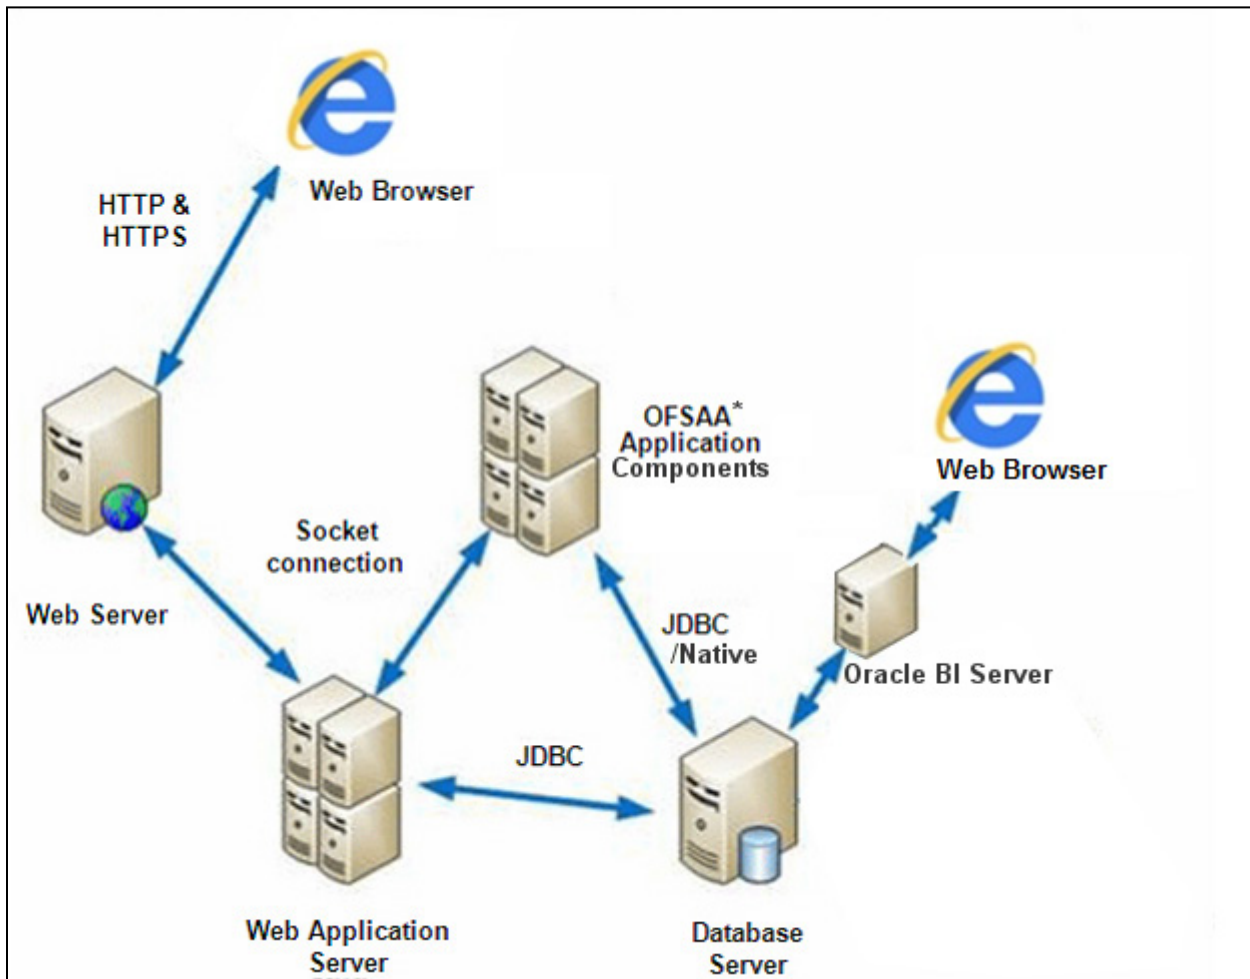 Web Browser
HTTP &
HTTPS
OFSAA*
Application
Components
Web Browser
Socket
connection
Web Server
JDBC
/Native
Oracle BI Server
JDBC
Web Application
Server
Database
Server